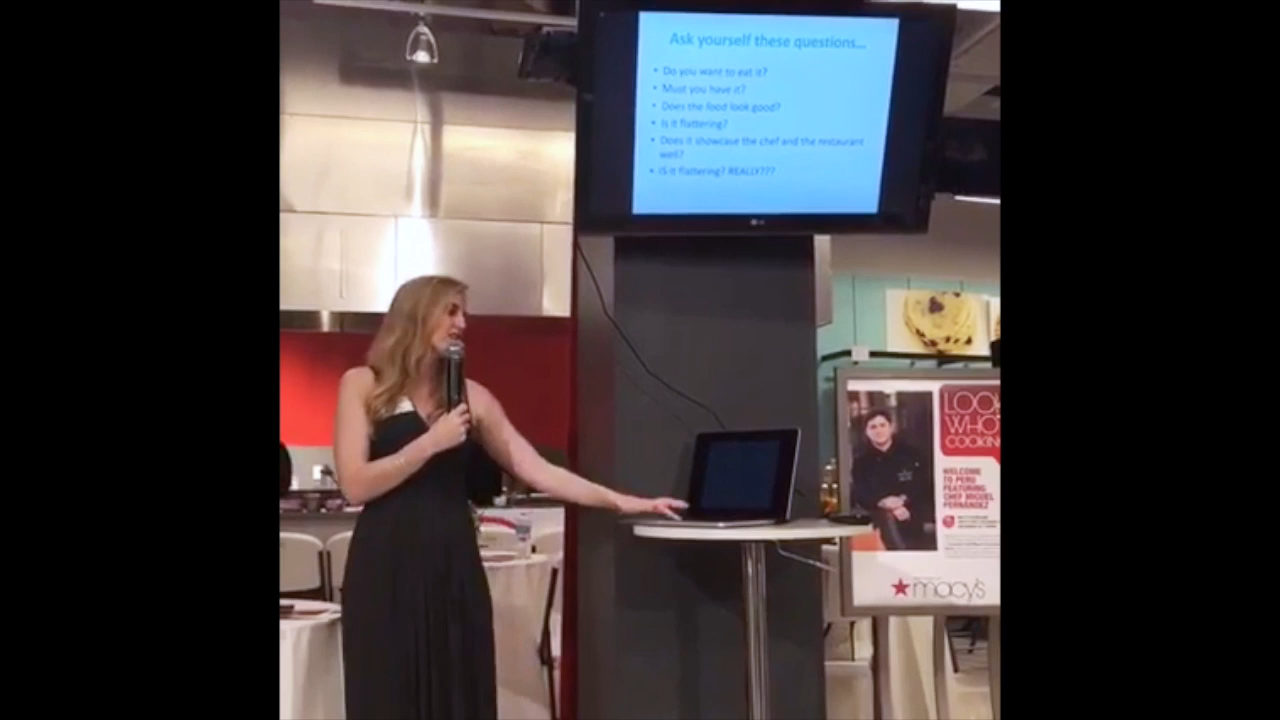 Ask yourself these questions...
• Do you want to eat it?
• Must you have it?
• Does the food look good?
• Is it flattering?
• Does it showcase the chef and the restaurant
well?
• IS it flattering? REALLY???
LG
LOOK
WHO'
COOKIN
WELCOME
TO PERU
FEATURING
CHEF MIGUEL
FERNANDEZ
macy's